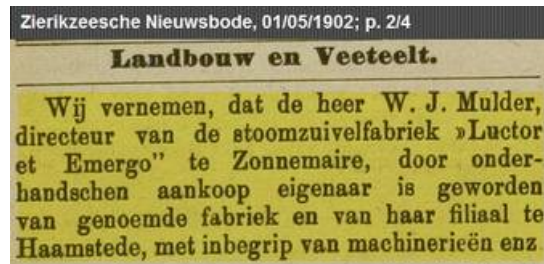 Zierikzeesche Nieuwsbode, 01/05/1902; p. 2/4
Landbouw en Veeteelt.
Wij vernemen, dat de heer W. J. Mulder,
directeur van de stoomzuivelfabriek »Luctor
et Emergo” te Zonnemaire, door onder-
handschen aankoop eigenaar is geworden
van genoemde fabriek en van haar filiaal te
Haamstede, met inbegrip van machinerieën enz